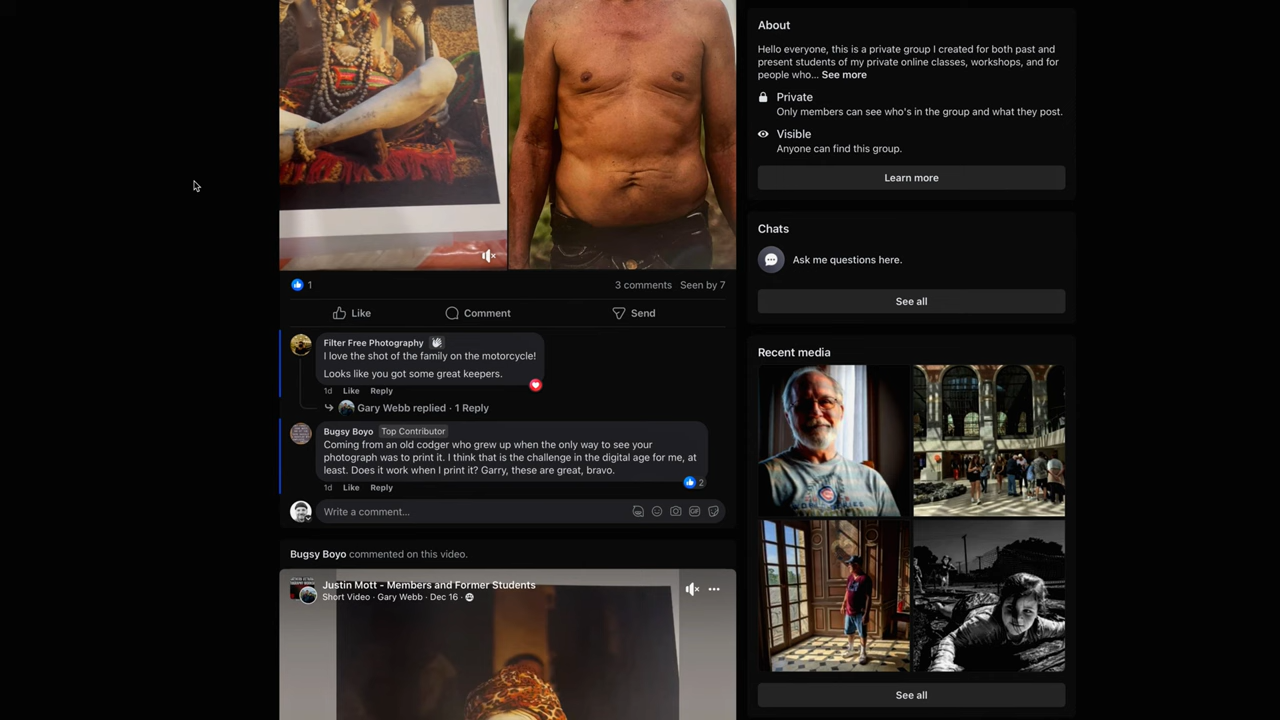 1
3 comments Seen by 7
Like Comment Send
Filter Free Photography
I love the shot of the family on the motorcycle!
Looks like you got some great keepers.
1d Like Reply
Gary Webb replied · 1 Reply
Bugsy Boyo Top Contributor
Coming from an old codger who grew up when the only way to see your
photograph was to print it. I think that is the challenge in the digital age for me, at
least. Does it work when I print it? Garry, these are great, bravo.
2
1d Like Reply
Write a comment...
GIF
Bugsy Boyo commented on this video.
Justin Mott - Members and Former Students
Short Video · Gary Webb · Dec 16 ·
About
Hello everyone, this is a private group I created for both past and
present students of my private online classes, workshops, and for
people who... See more
Private
Only members can see who's in the group and what they post.
Visible
Anyone can find this group.
Learn more
Chats
Ask me questions here.
See all
Recent media
See all